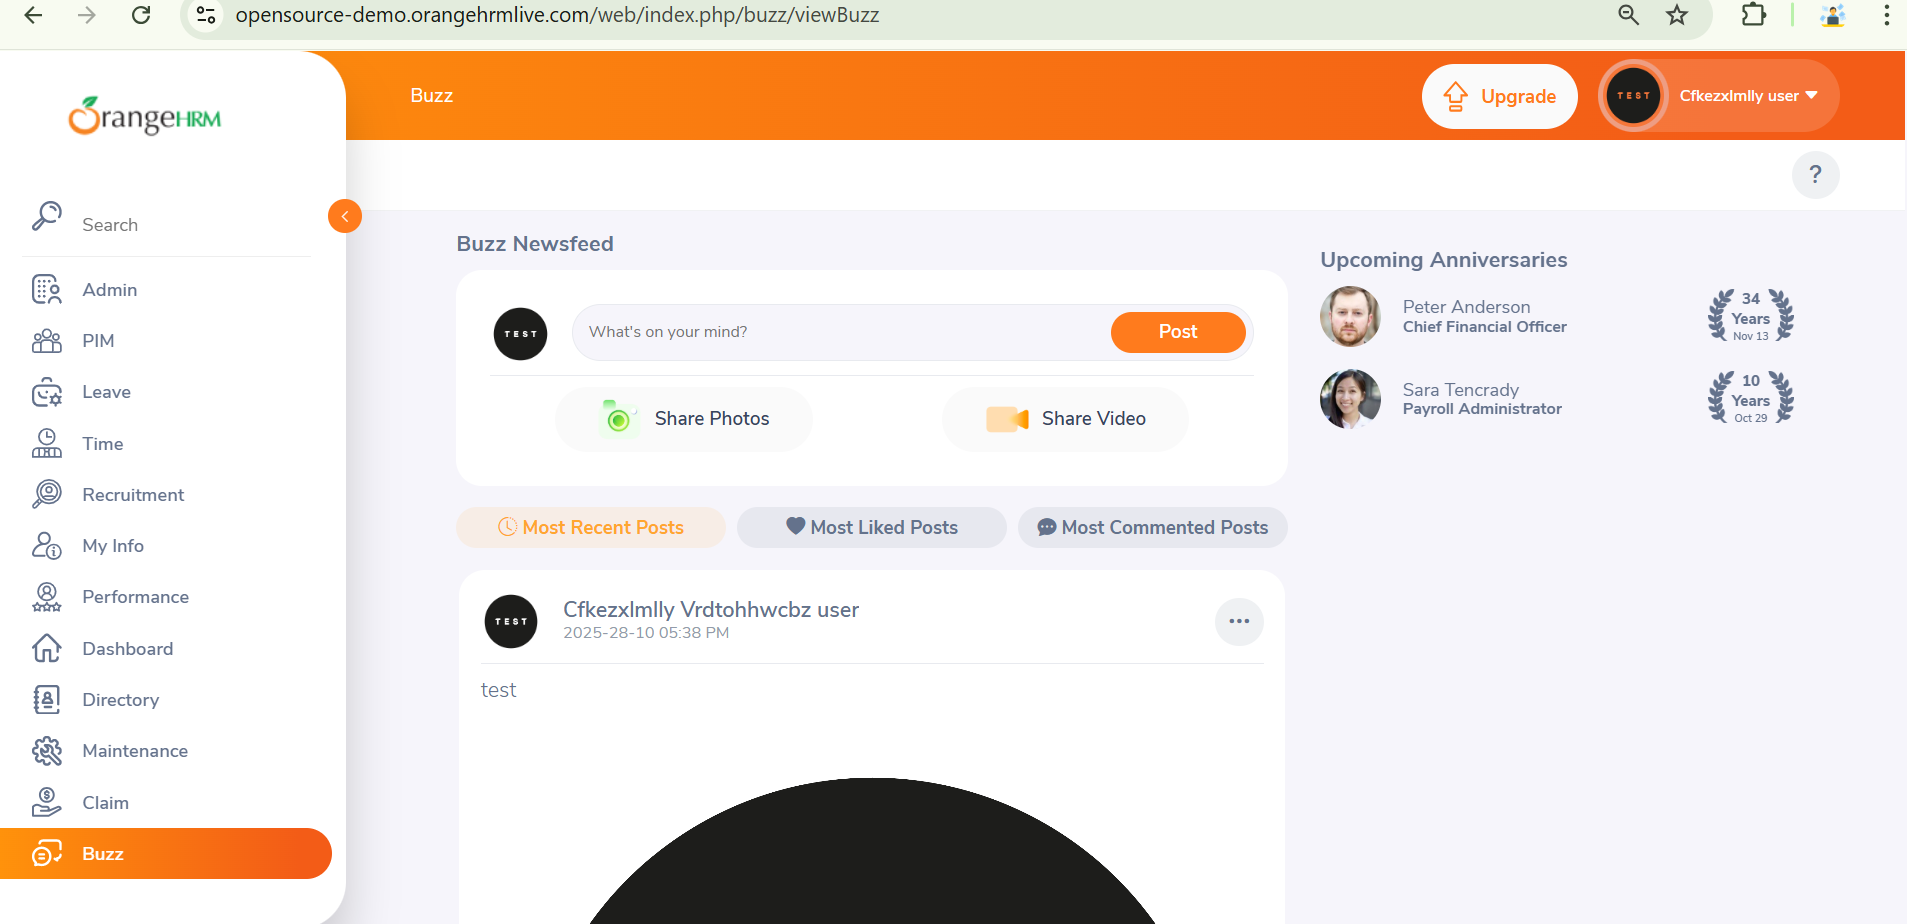 opensource-demo.orangehrmlive.com/web/index.php/buzz/viewBuzz
OrangeHRM
Buzz
Upgrade
TEST
Cfkezxlmlly user
?
Search
Admin
PIM
Leave
Time
Recruitment
My Info
Performance
Dashboard
Directory
Maintenance
Claim
Buzz
Buzz Newsfeed
TEST
What's on your mind?
Post
Share Photos
Share Video
Most Recent Posts
Most Liked Posts
Most Commented Posts
TEST
Cfkezxlmlly Vrdtohhwcbz user
2025-28-10 05:38 PM
test
Upcoming Anniversaries
Peter Anderson
Chief Financial Officer
34
Years
Nov 13
Sara Tencrady
Payroll Administrator
10
Years
Oct 29